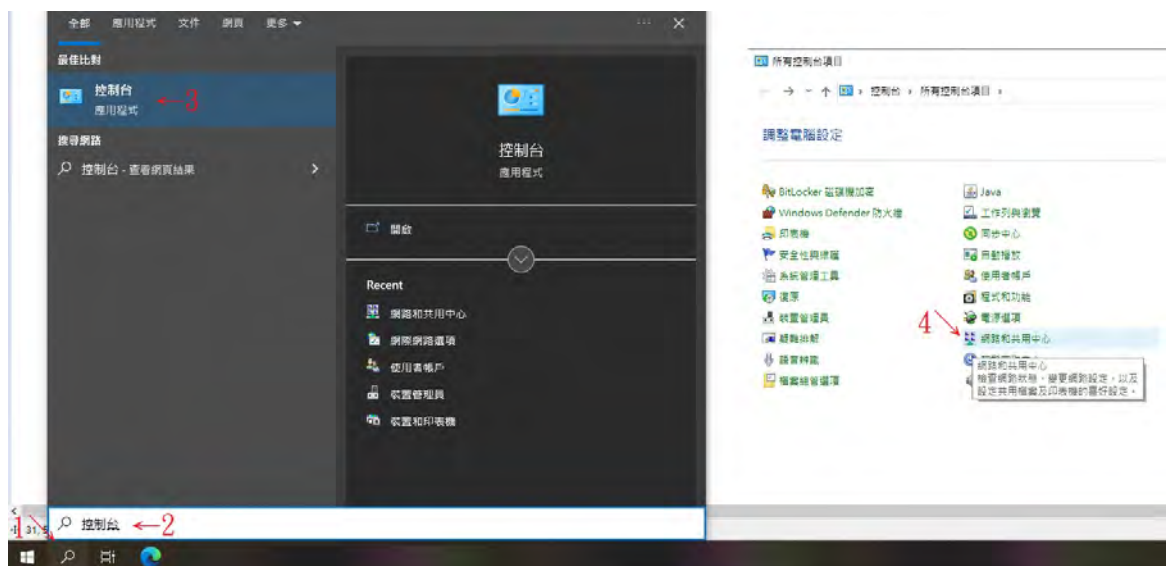 全部 應用程式 文件 網頁 更多
最佳比對
控制台
應用程式
←3
搜尋網路
控制台 - 查看網頁結果
控制台
應用程式
開啟
Recent
網路和共用中心
網際網路選項
使用者帳戶
裝置管理員
裝置和印表機
1
控制台 ←2
31, 5
所有控制台項目
控制台 › 所有控制台項目 ›
調整電腦設定
BitLocker 磁碟機加密
Java
Windows Defender 防火牆
工作列與瀏覽
印表機
同步中心
安全性與維護
自動播放
系統管理工具
使用者帳戶
復原
程式和功能
裝置管理員
電源選項
4
疑難排解
網路和共用中心
語音辨識
檔案總管選項
網路和共用中心
檢查網路狀態、變更網路設定，以及
設定共用檔案及印表機的喜好設定。